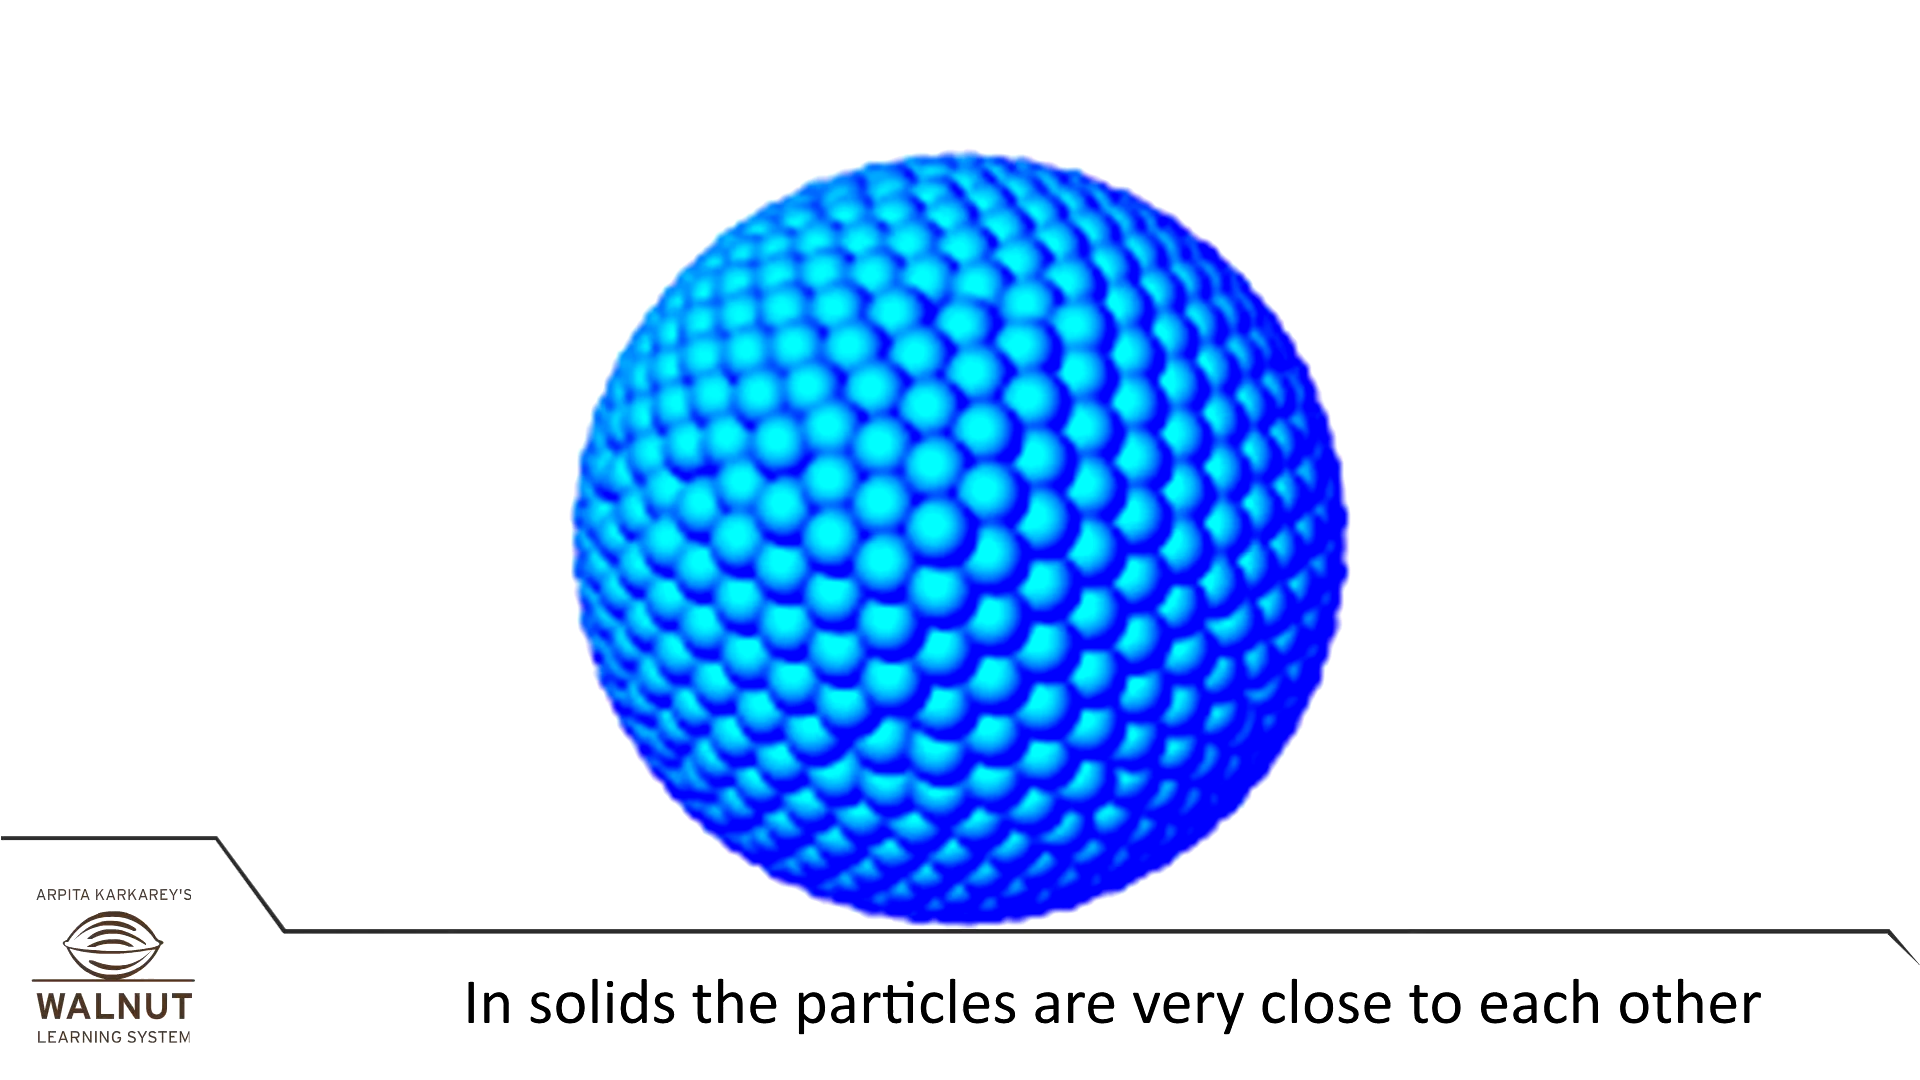 ARPITA KARKAREY'S
WALNUT
LEARNING SYSTEM
In solids the particles are very close to each other